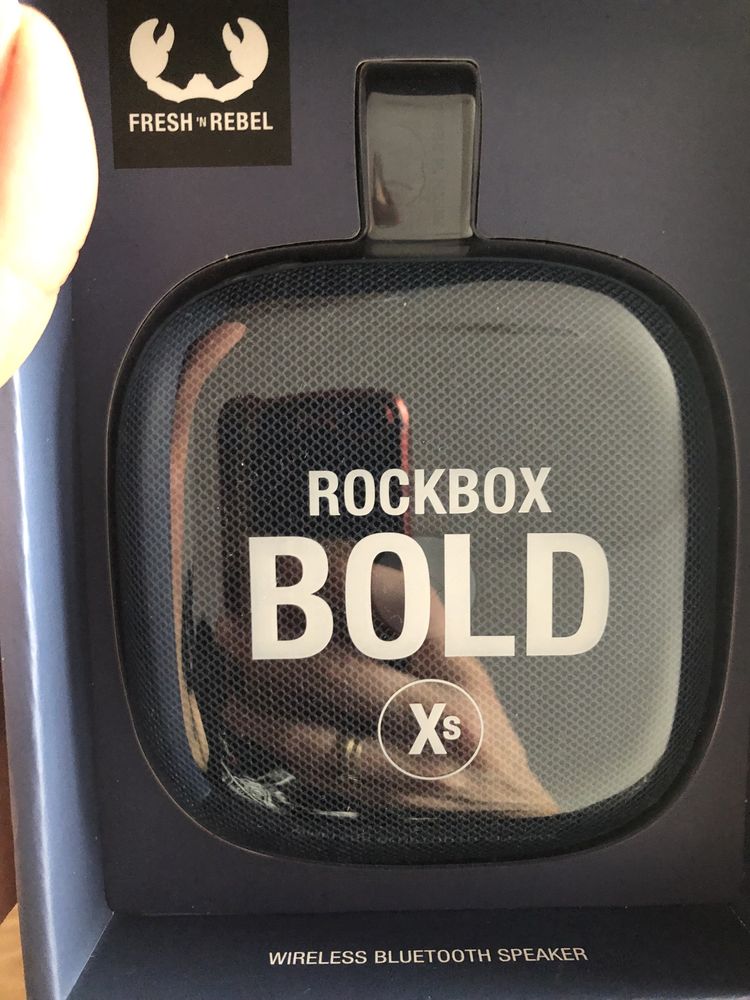 FRESH 'N REBEL
ROCKBOX
BOLD
Xs
WIRELESS BLUETOOTH SPEAKER